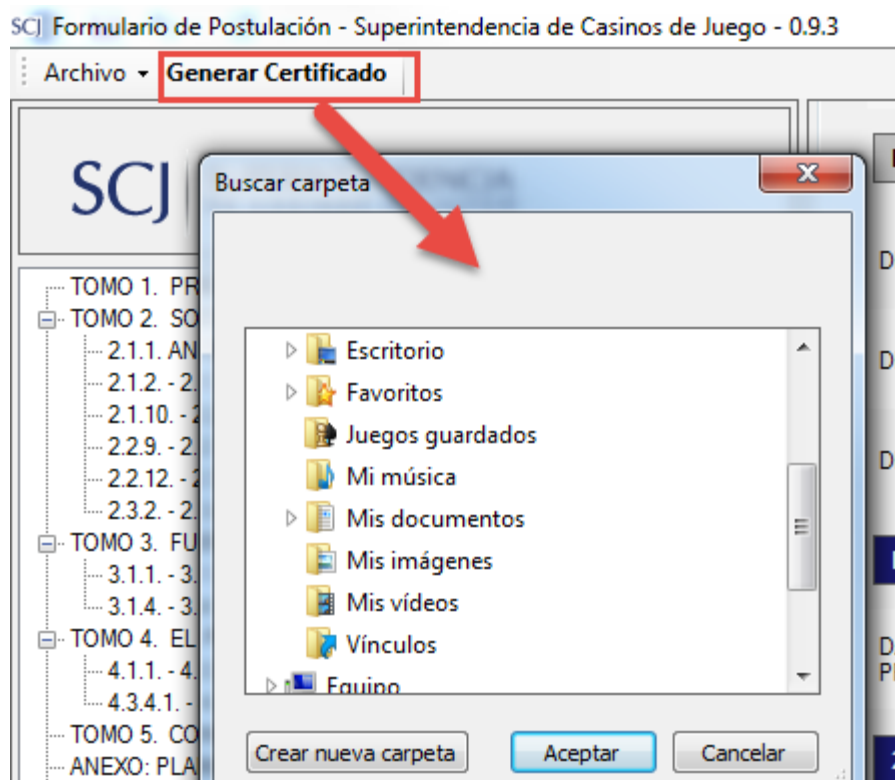 SCJ Formulario de Postulación - Superintendencia de Casinos de Juego - 0.9.3
Archivo Generar Certificado
SCJ
Buscar carpeta
TOMO 1. PR
TOMO 2. SO
2.1.1. AN
2.1.2. - 2.
2.1.10. - 2
2.2.9. - 2.
2.2.12. - 2
2.3.2. - 2.
TOMO 3. FU
3.1.1. - 3.
3.1.4. - 3.
TOMO 4. EL
4.1.1. - 4.
4.3.4.1. -
TOMO 5. CO
ANEXO: PLA
Escritorio
Favoritos
Juegos guardados
Mi música
Mis documentos
Mis imágenes
Mis vídeos
Vínculos
Equipo
Crear nueva carpeta
Aceptar
Cancelar
D
D
D
D